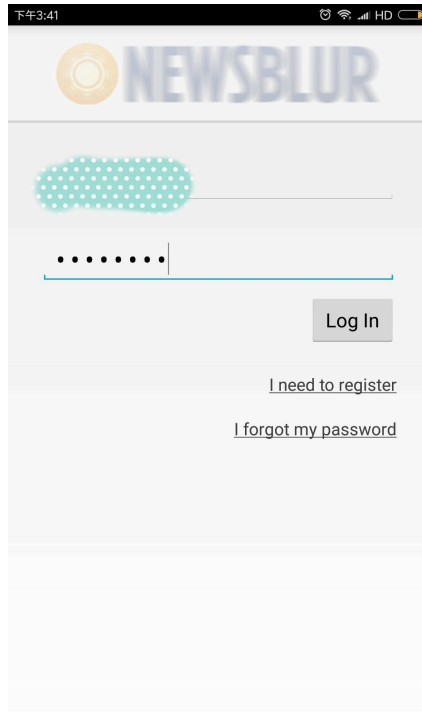 下午3:41 HD
NEWSBLUR
••••••••
Log In
I need to register
I forgot my password